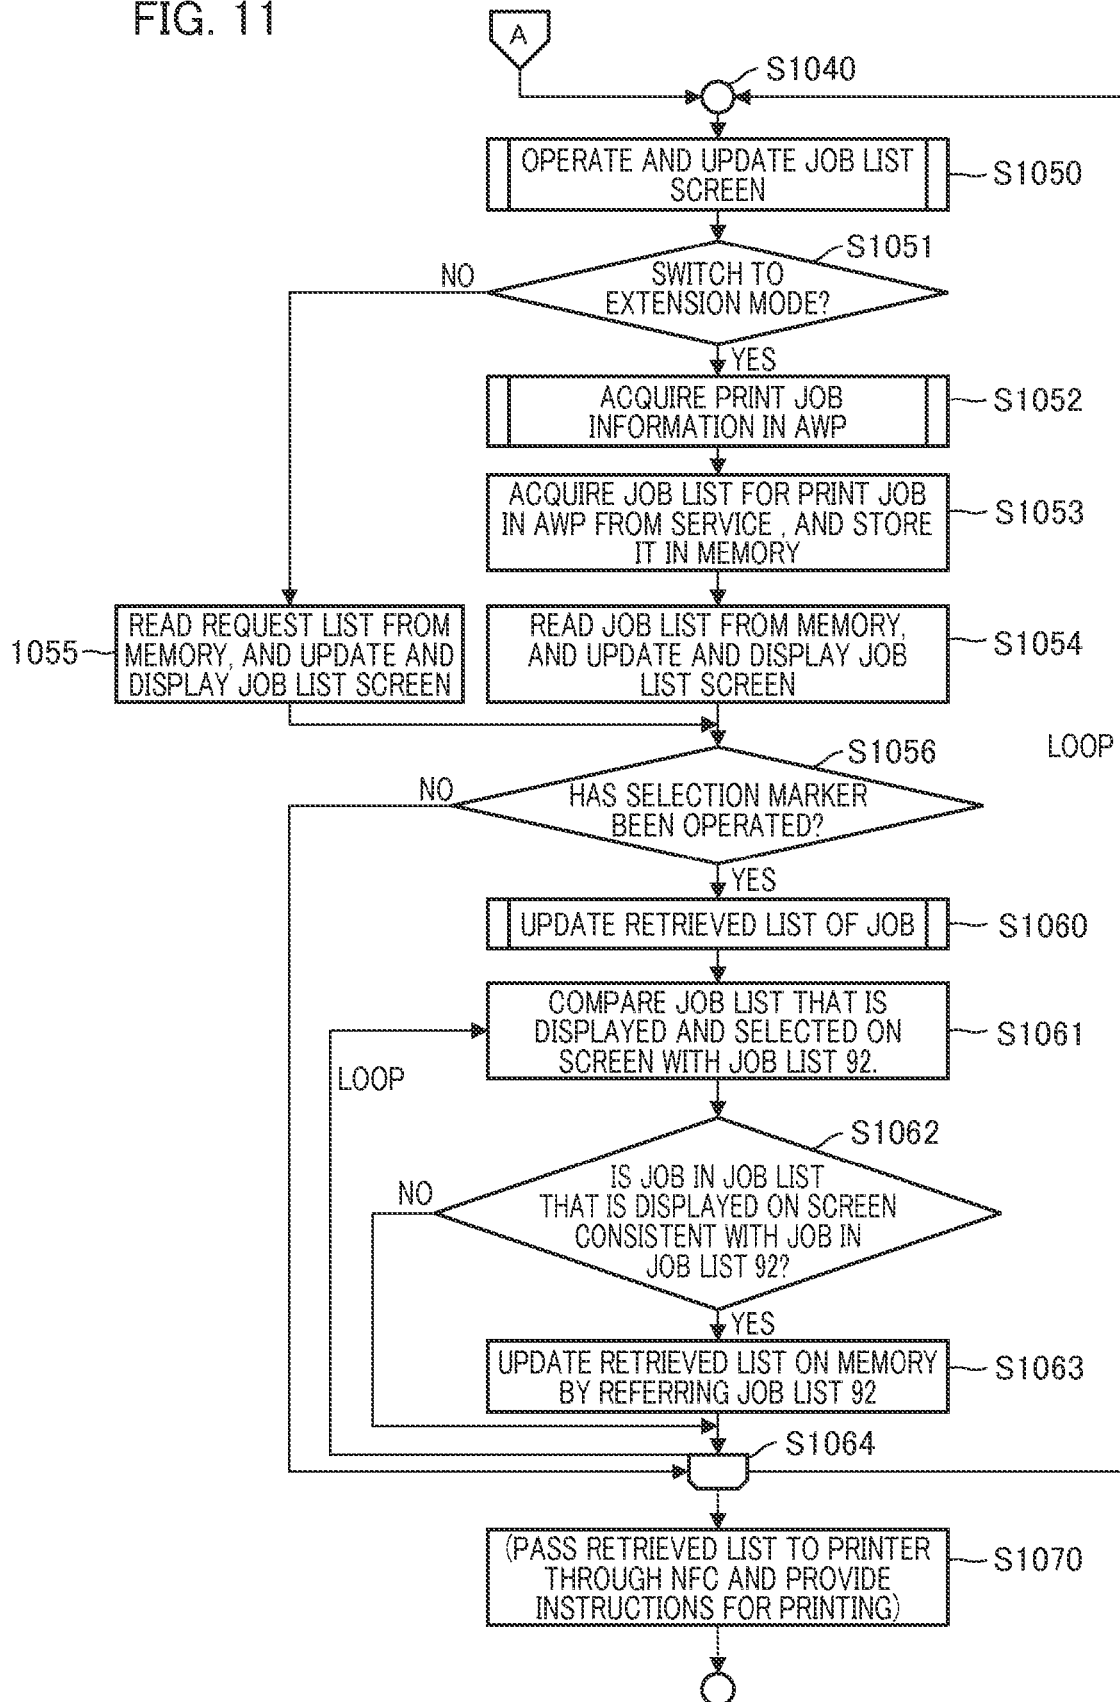 FIG. 11
A
S1040
OPERATE AND UPDATE JOB LIST
SCREEN
S1050
S1051
SWITCH TO
EXTENSION MODE?
NO
YES
ACQUIRE PRINT JOB
INFORMATION IN AWP
S1052
ACQUIRE JOB LIST FOR PRINT JOB
IN AWP FROM SERVICE , AND STORE
IT IN MEMORY
S1053
1055
READ REQUEST LIST FROM
MEMORY, AND UPDATE AND
DISPLAY JOB LIST SCREEN
READ JOB LIST FROM MEMORY,
AND UPDATE AND DISPLAY JOB
LIST SCREEN
S1054
LOOP
S1056
NO
HAS SELECTION MARKER
BEEN OPERATED?
YES
UPDATE RETRIEVED LIST OF JOB
S1060
COMPARE JOB LIST THAT IS
DISPLAYED AND SELECTED ON
SCREEN WITH JOB LIST 92.
S1061
LOOP
S1062
NO
IS JOB IN JOB LIST
THAT IS DISPLAYED ON SCREEN
CONSISTENT WITH JOB IN
JOB LIST 92?
YES
UPDATE RETRIEVED LIST ON MEMORY
BY REFERRING JOB LIST 92
S1063
S1064
(PASS RETRIEVED LIST TO PRINTER
THROUGH NFC AND PROVIDE
INSTRUCTIONS FOR PRINTING)
S1070